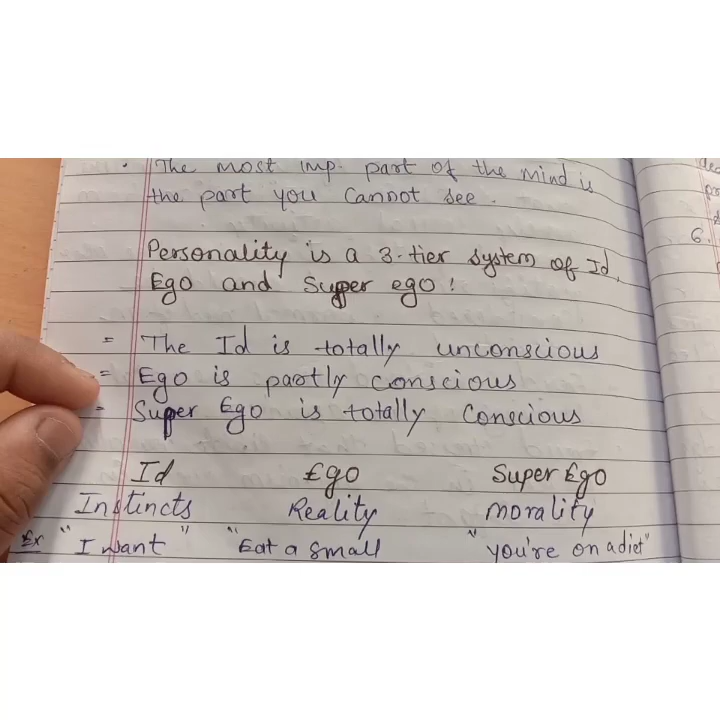 • The most imp. part of the mind is
the part you cannot see.
Personality is a 3-tier system of Id,
Ego and Super ego!
= The Id is totally unconscious
= Ego is partly conscious
= Super Ego is totally conscious
Id Ego Super Ego
Instincts Reality morality
Ex "I want" "Eat a small "you're on a diet"
6.